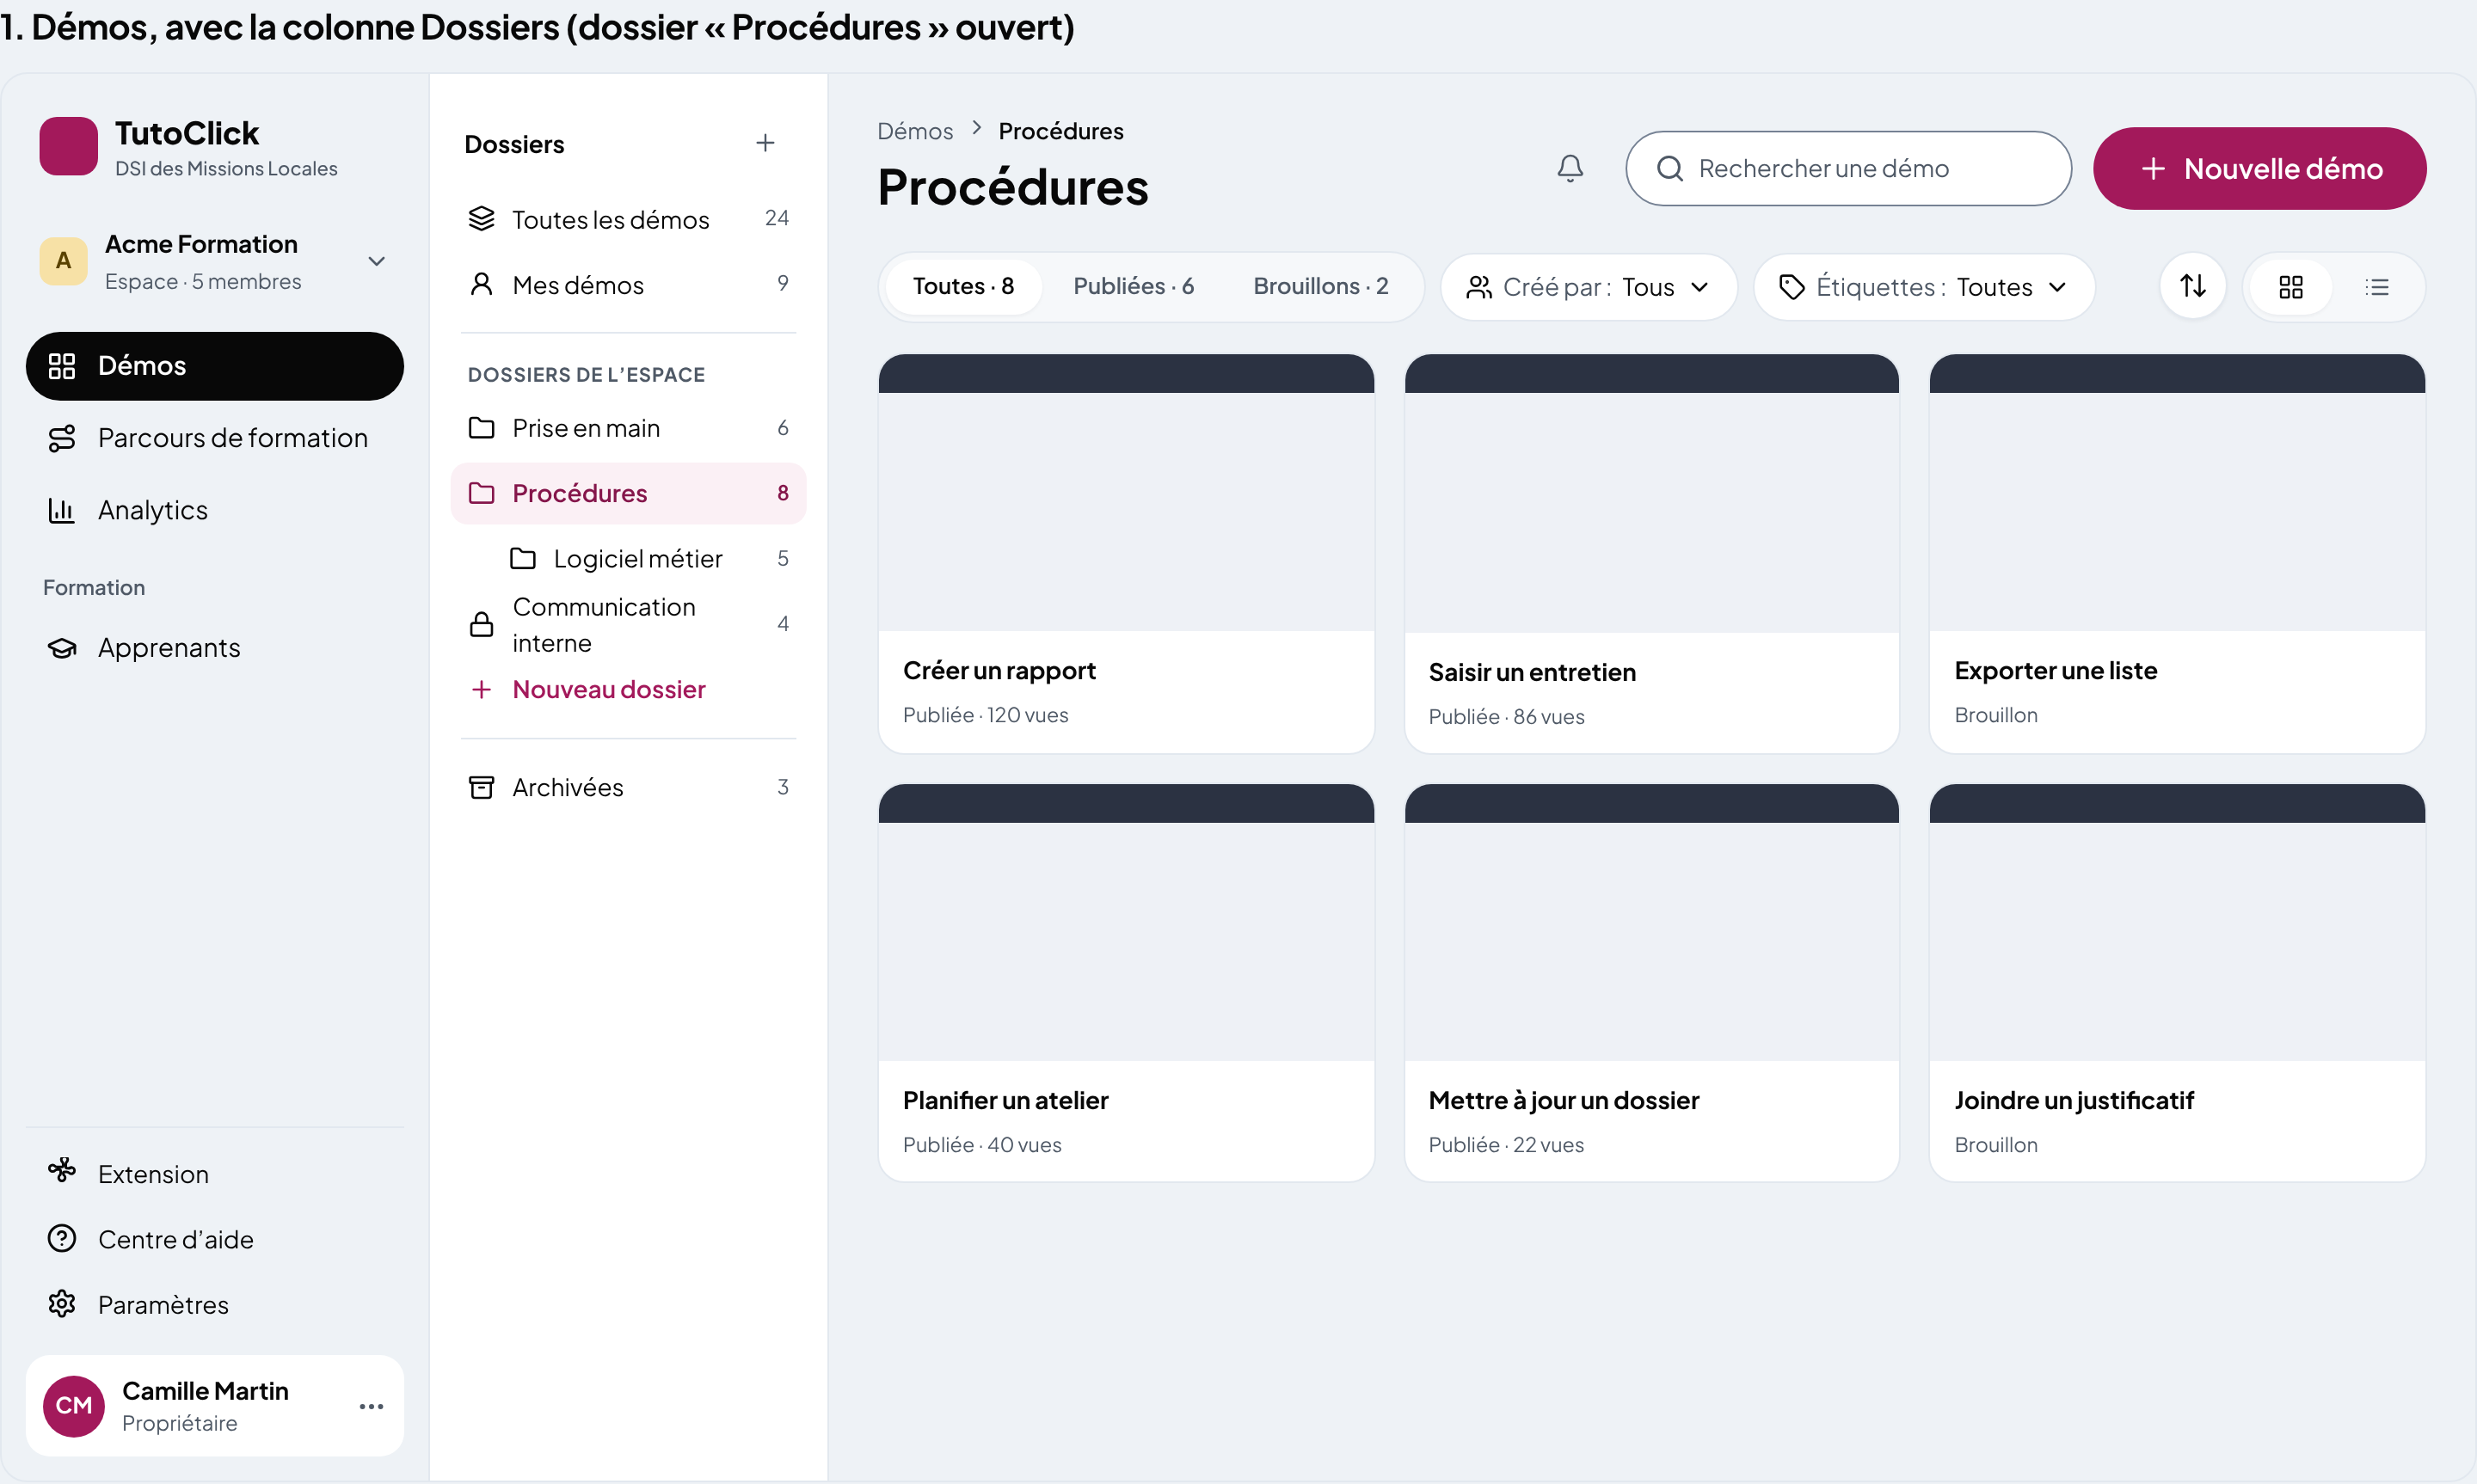 1. Démos, avec la colonne Dossiers (dossier « Procédures » ouvert)
TutoClick
DSI des Missions Locales
A
Acme Formation
Espace · 5 membres
Démos
Parcours de formation
Analytics
Formation
Apprenants
Extension
Centre d’aide
Paramètres
CM
Camille Martin
Propriétaire
Dossiers
Toutes les démos 24
Mes démos 9
DOSSIERS DE L’ESPACE
Prise en main 6
Procédures 8
Logiciel métier 5
Communication
interne 4
Nouveau dossier
Archivées 3
Démos > Procédures
Procédures
Rechercher une démo
+ Nouvelle démo
Toutes · 8
Publiées · 6
Brouillons · 2
Créé par : Tous
Étiquettes : Toutes
Créer un rapport
Publiée · 120 vues
Saisir un entretien
Publiée · 86 vues
Exporter une liste
Brouillon
Planifier un atelier
Publiée · 40 vues
Mettre à jour un dossier
Publiée · 22 vues
Joindre un justificatif
Brouillon